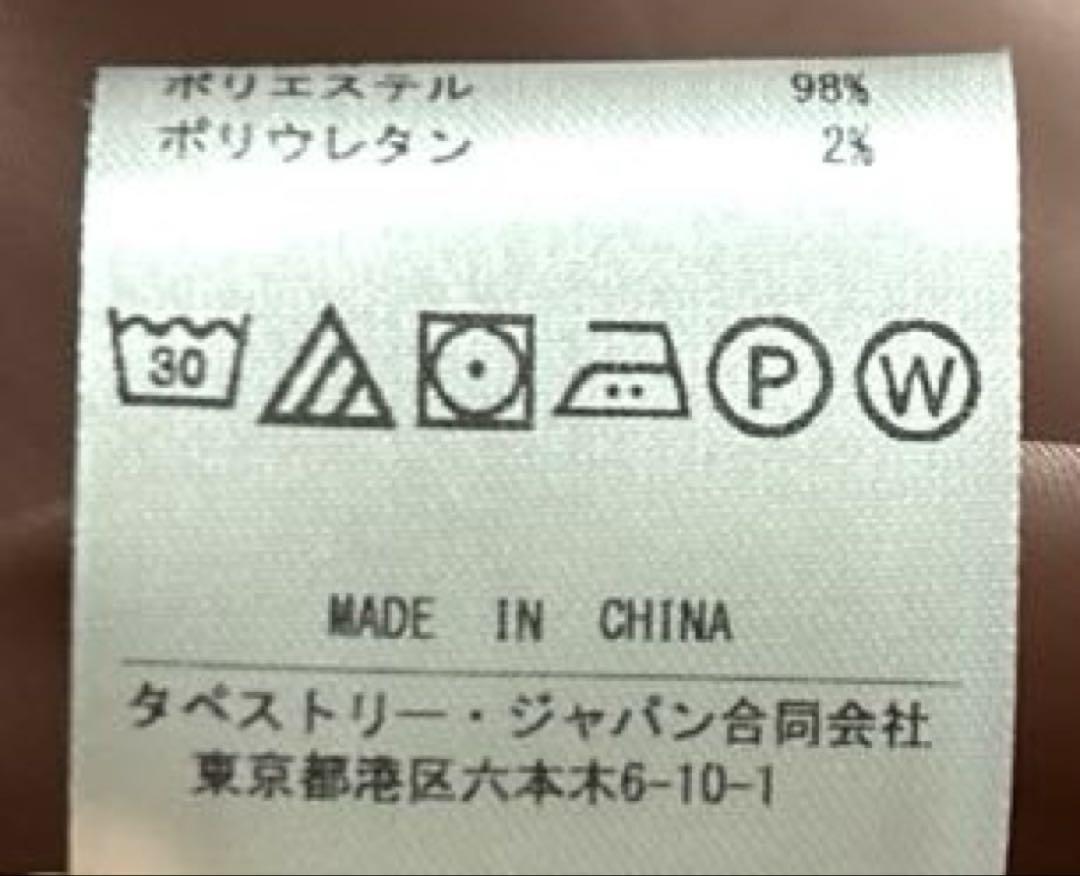 ポリエステル 98%
ポリウレタン 2%
30 P W
MADE IN CHINA
タペストリー・ジャパン合同会社
東京都港区六本木6-10-1